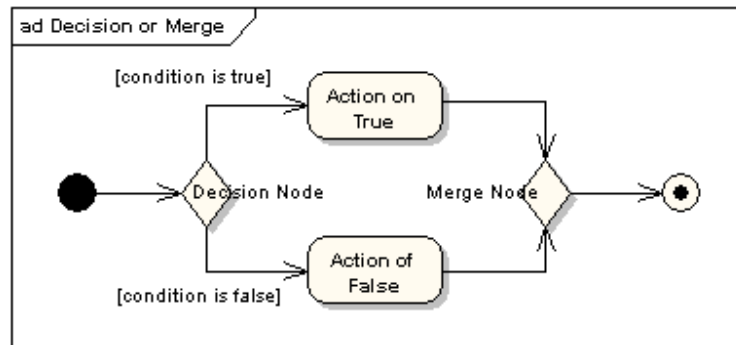 ad Decision or Merge
[condition is true]
Action on
True
Decision Node
Merge Node
Action of
False
[condition is false]